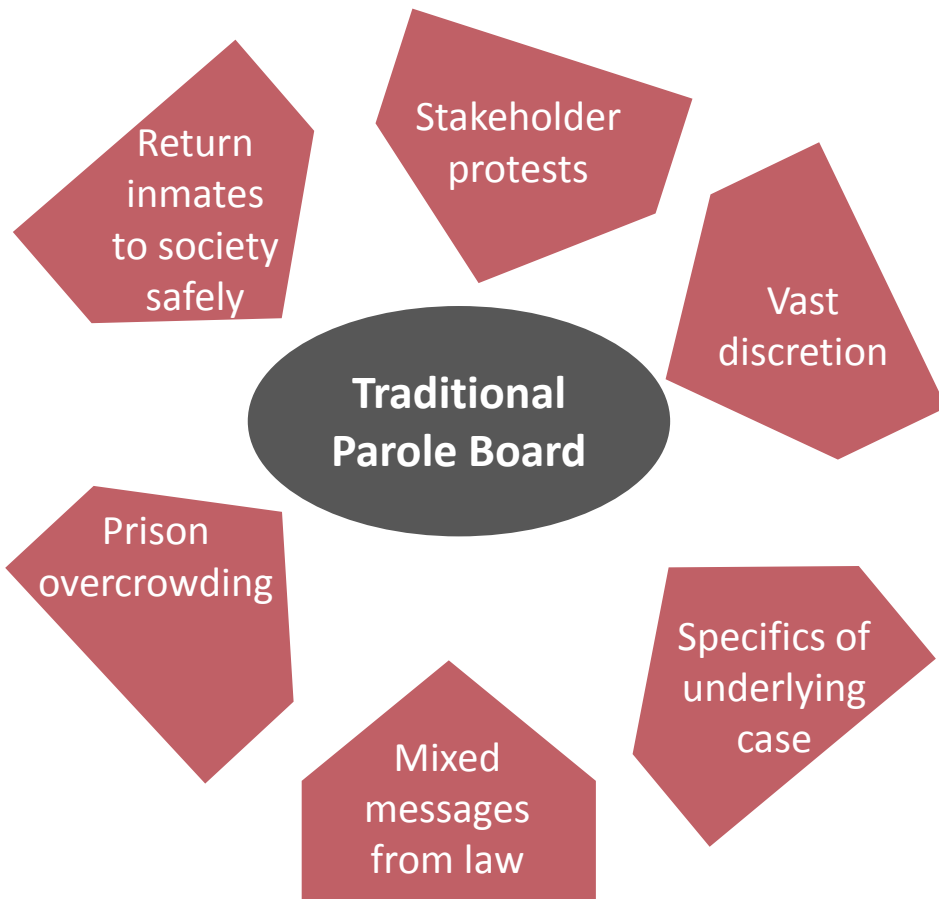 Return
inmates
to society
safely
Stakeholder
protests
Vast
discretion
Traditional
Parole Board
Prison
overcrowding
Specifics of
underlying
case
Mixed
messages
from law